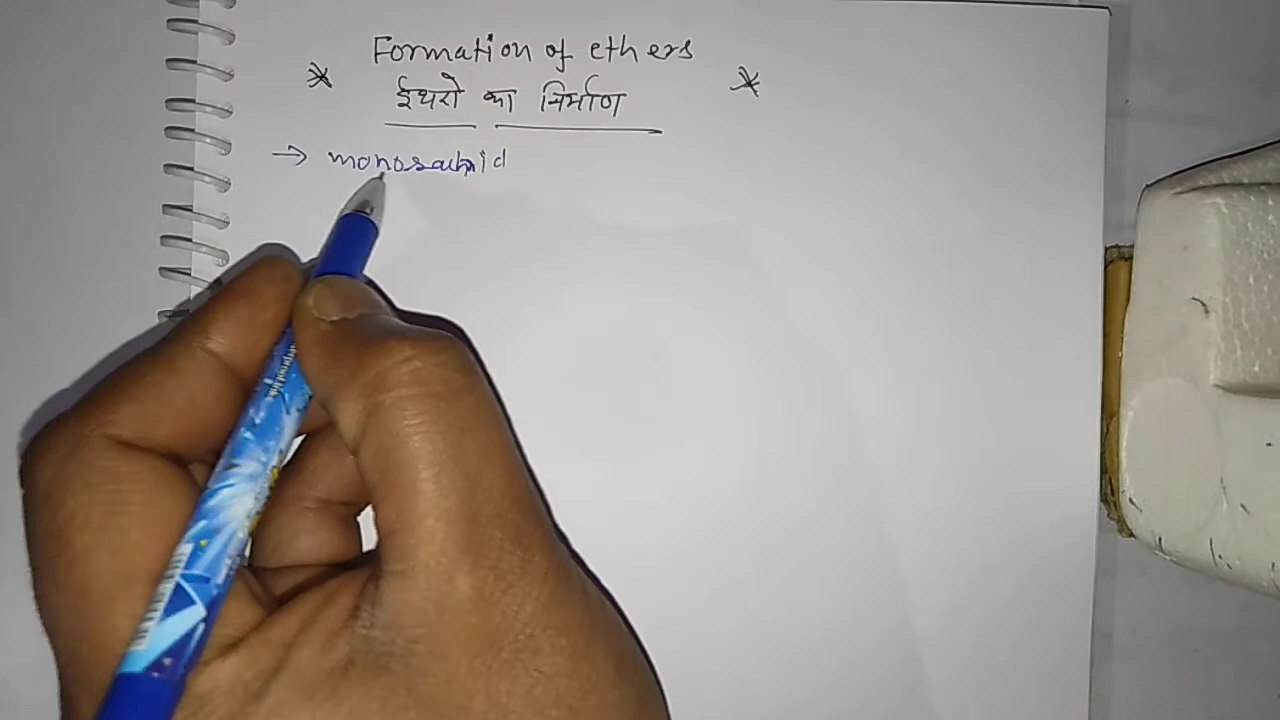 Formation of ethers
* ईथरो का निर्माण *
→